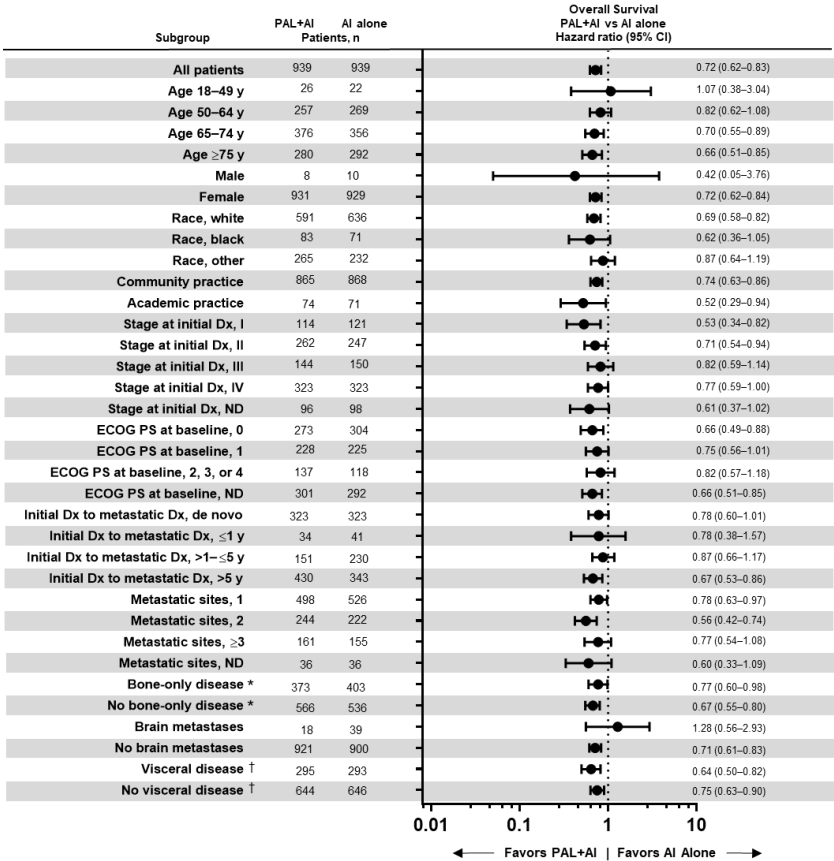 Overall Survival
PAL+AI AI alone PAL+AI vs AI alone
Subgroup Patients, n Hazard ratio (95% CI)
All patients 939 939 0.72 (0.62–0.83)
Age 18–49 y 26 22 1.07 (0.38–3.04)
Age 50–64 y 257 269 0.82 (0.62–1.08)
Age 65–74 y 376 356 0.70 (0.55–0.89)
Age ≥75 y 280 292 0.66 (0.51–0.85)
Male 8 10 0.42 (0.05–3.76)
Female 931 929 0.72 (0.62–0.84)
Race, white 591 636 0.69 (0.58–0.82)
Race, black 83 71 0.62 (0.36–1.05)
Race, other 265 232 0.87 (0.64–1.19)
Community practice 865 868 0.74 (0.63–0.86)
Academic practice 74 71 0.52 (0.29–0.94)
Stage at initial Dx, I 114 121 0.53 (0.34–0.82)
Stage at initial Dx, II 262 247 0.71 (0.54–0.94)
Stage at initial Dx, III 144 150 0.82 (0.59–1.14)
Stage at initial Dx, IV 323 323 0.77 (0.59–1.00)
Stage at initial Dx, ND 96 98 0.61 (0.37–1.02)
ECOG PS at baseline, 0 273 304 0.66 (0.49–0.88)
ECOG PS at baseline, 1 228 225 0.75 (0.56–1.01)
ECOG PS at baseline, 2, 3, or 4 137 118 0.82 (0.57–1.18)
ECOG PS at baseline, ND 301 292 0.66 (0.51–0.85)
Initial Dx to metastatic Dx, de novo 323 323 0.78 (0.60–1.01)
Initial Dx to metastatic Dx, ≤1 y 34 41 0.78 (0.38–1.57)
Initial Dx to metastatic Dx, >1–≤5 y 151 230 0.87 (0.66–1.17)
Initial Dx to metastatic Dx, >5 y 430 343 0.67 (0.53–0.86)
Metastatic sites, 1 498 526 0.78 (0.63–0.97)
Metastatic sites, 2 244 222 0.56 (0.42–0.74)
Metastatic sites, ≥3 161 155 0.77 (0.54–1.08)
Metastatic sites, ND 36 36 0.60 (0.33–1.09)
Bone-only disease * 373 403 0.77 (0.60–0.98)
No bone-only disease * 566 536 0.67 (0.55–0.80)
Brain metastases 18 39 1.28 (0.56–2.93)
No brain metastases 921 900 0.71 (0.61–0.83)
Visceral disease † 295 293 0.64 (0.50–0.82)
No visceral disease † 644 646 0.75 (0.63–0.90)
0.01 0.1 1 10
Favors PAL+AI | Favors AI Alone